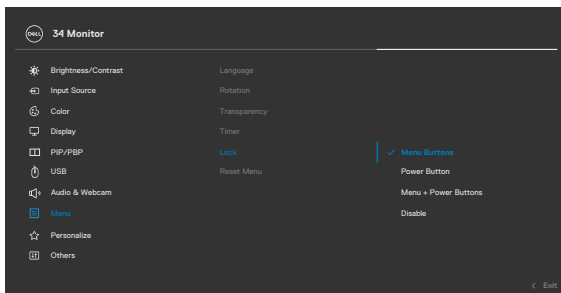 DELL 34 Monitor
Brightness/Contrast Language
Input Source Rotation
Color Transparency
Display Timer
PIP/PBP Lock Menu Buttons
USB Reset Menu Power Button
Audio & Webcam Menu + Power Buttons
Menu Disable
Personalize
Others
Exit